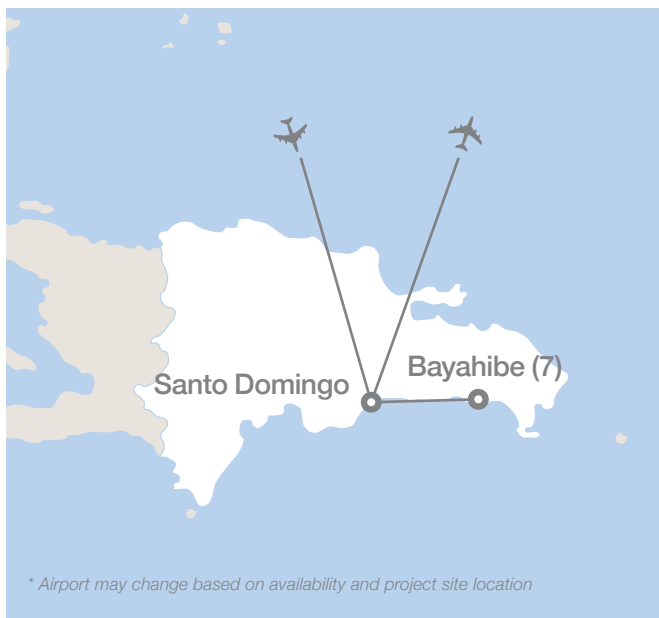 Bayahibe (7)
Santo Domingo
* Airport may change based on availability and project site location